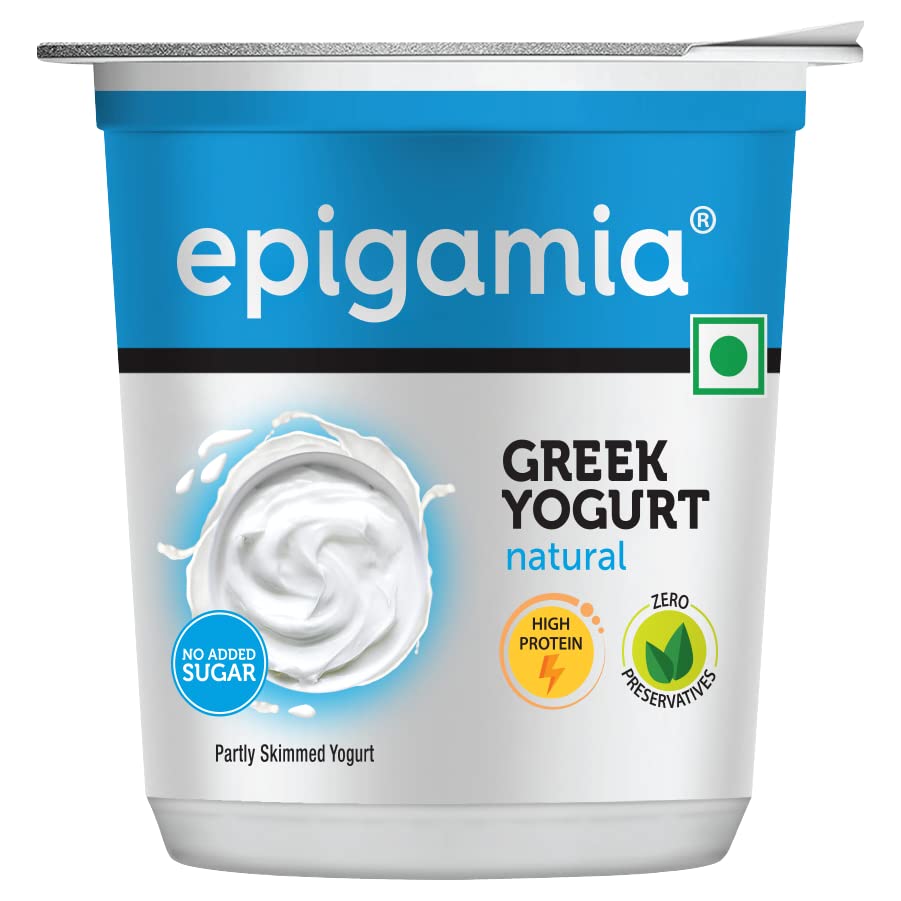 epigamia®
GREEK
YOGURT
natural
HIGH
PROTEIN
ZERO
PRESERVATIVES
NO ADDED
SUGAR
Partly Skimmed Yogurt